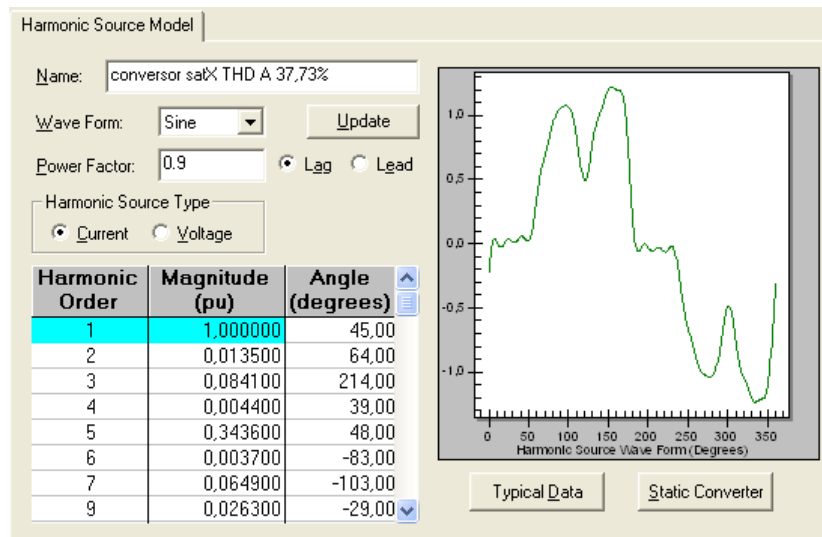 Harmonic Source Model
Name: conversor satX THD A 37,73%
Wave Form: Sine Update
Power Factor: 0.9 Lag Lead
Harmonic Source Type
Current Voltage
Harmonic Order Magnitude (pu) Angle (degrees)
1 1,000000 45,00
2 0,013500 64,00
3 0,084100 214,00
4 0,004400 39,00
5 0,343600 48,00
6 0,003700 -83,00
7 0,064900 -103,00
9 0,026300 -29,00
1,0
0,5
0,0
-0,5
-1,0
0 50 100 150 200 250 300 350
Harmonic Source Wave Form (Degrees)
Typical Data Static Converter